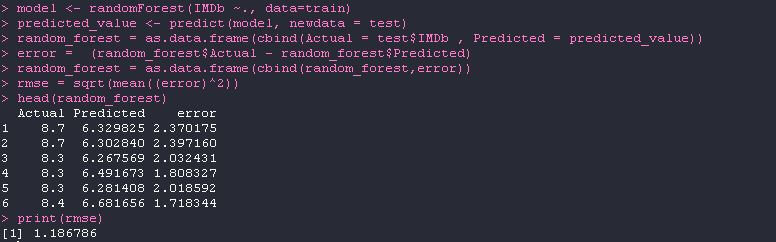 > model <- randomForest(IMDb ~., data=train)
> predicted_value <- predict(model, newdata = test)
> random_forest = as.data.frame(cbind(Actual = test$IMDb , Predicted = predicted_value))
> error =  (random_forest$Actual - random_forest$Predicted)
> random_forest = as.data.frame(cbind(random_forest,error))
> rmse = sqrt(mean((error)^2))
> head(random_forest)
  Actual Predicted    error
1    8.7  6.329825 2.370175
2    8.7  6.302840 2.397160
3    8.3  6.267569 2.032431
4    8.3  6.491673 1.808327
5    8.3  6.281408 2.018592
6    8.4  6.681656 1.718344
> print(rmse)
[1] 1.186786